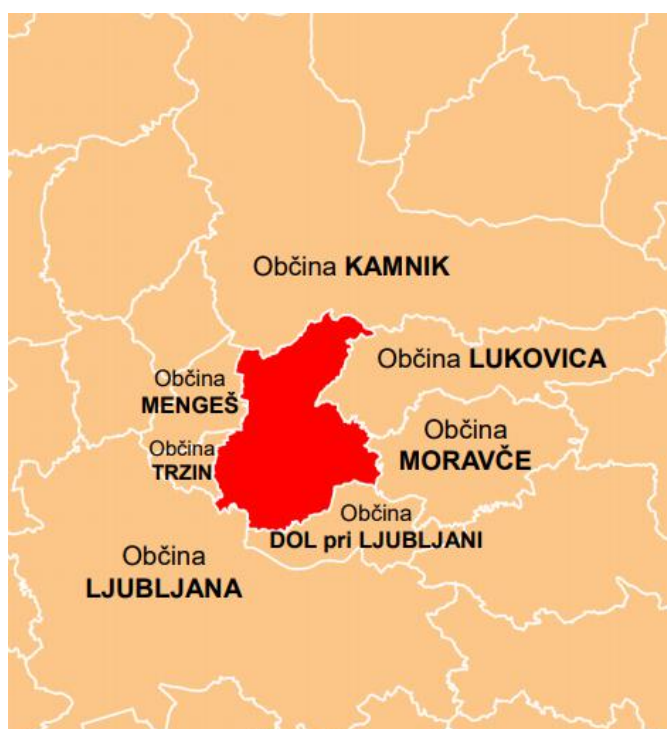 Občina KAMNIK
Občina LUKOVICA
Občina
MENGEŠ
Občina
MORAVČE
Občina
TRZIN
Občina
DOL pri LJUBLJANI
Občina
LJUBLJANA